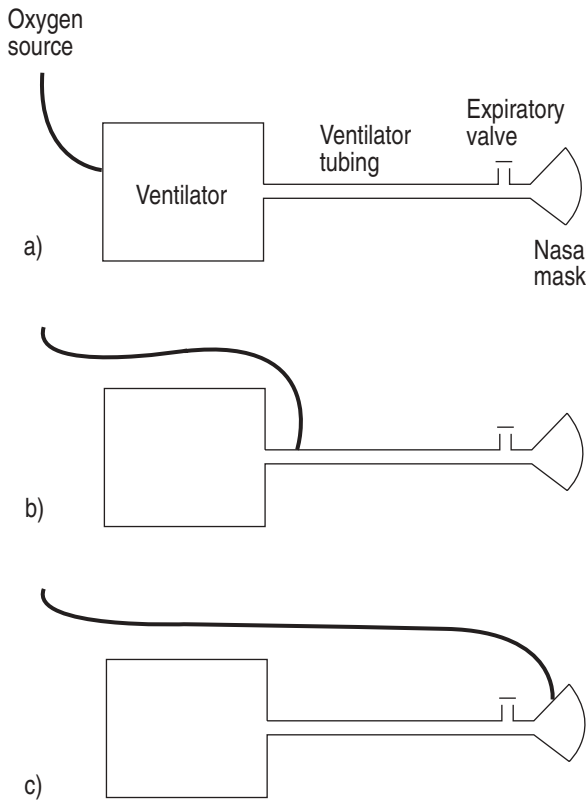 Oxygen
source
Ventilator
Ventilator
tubing
Expiratory
valve
Nasa
mask
a)
b)
c)